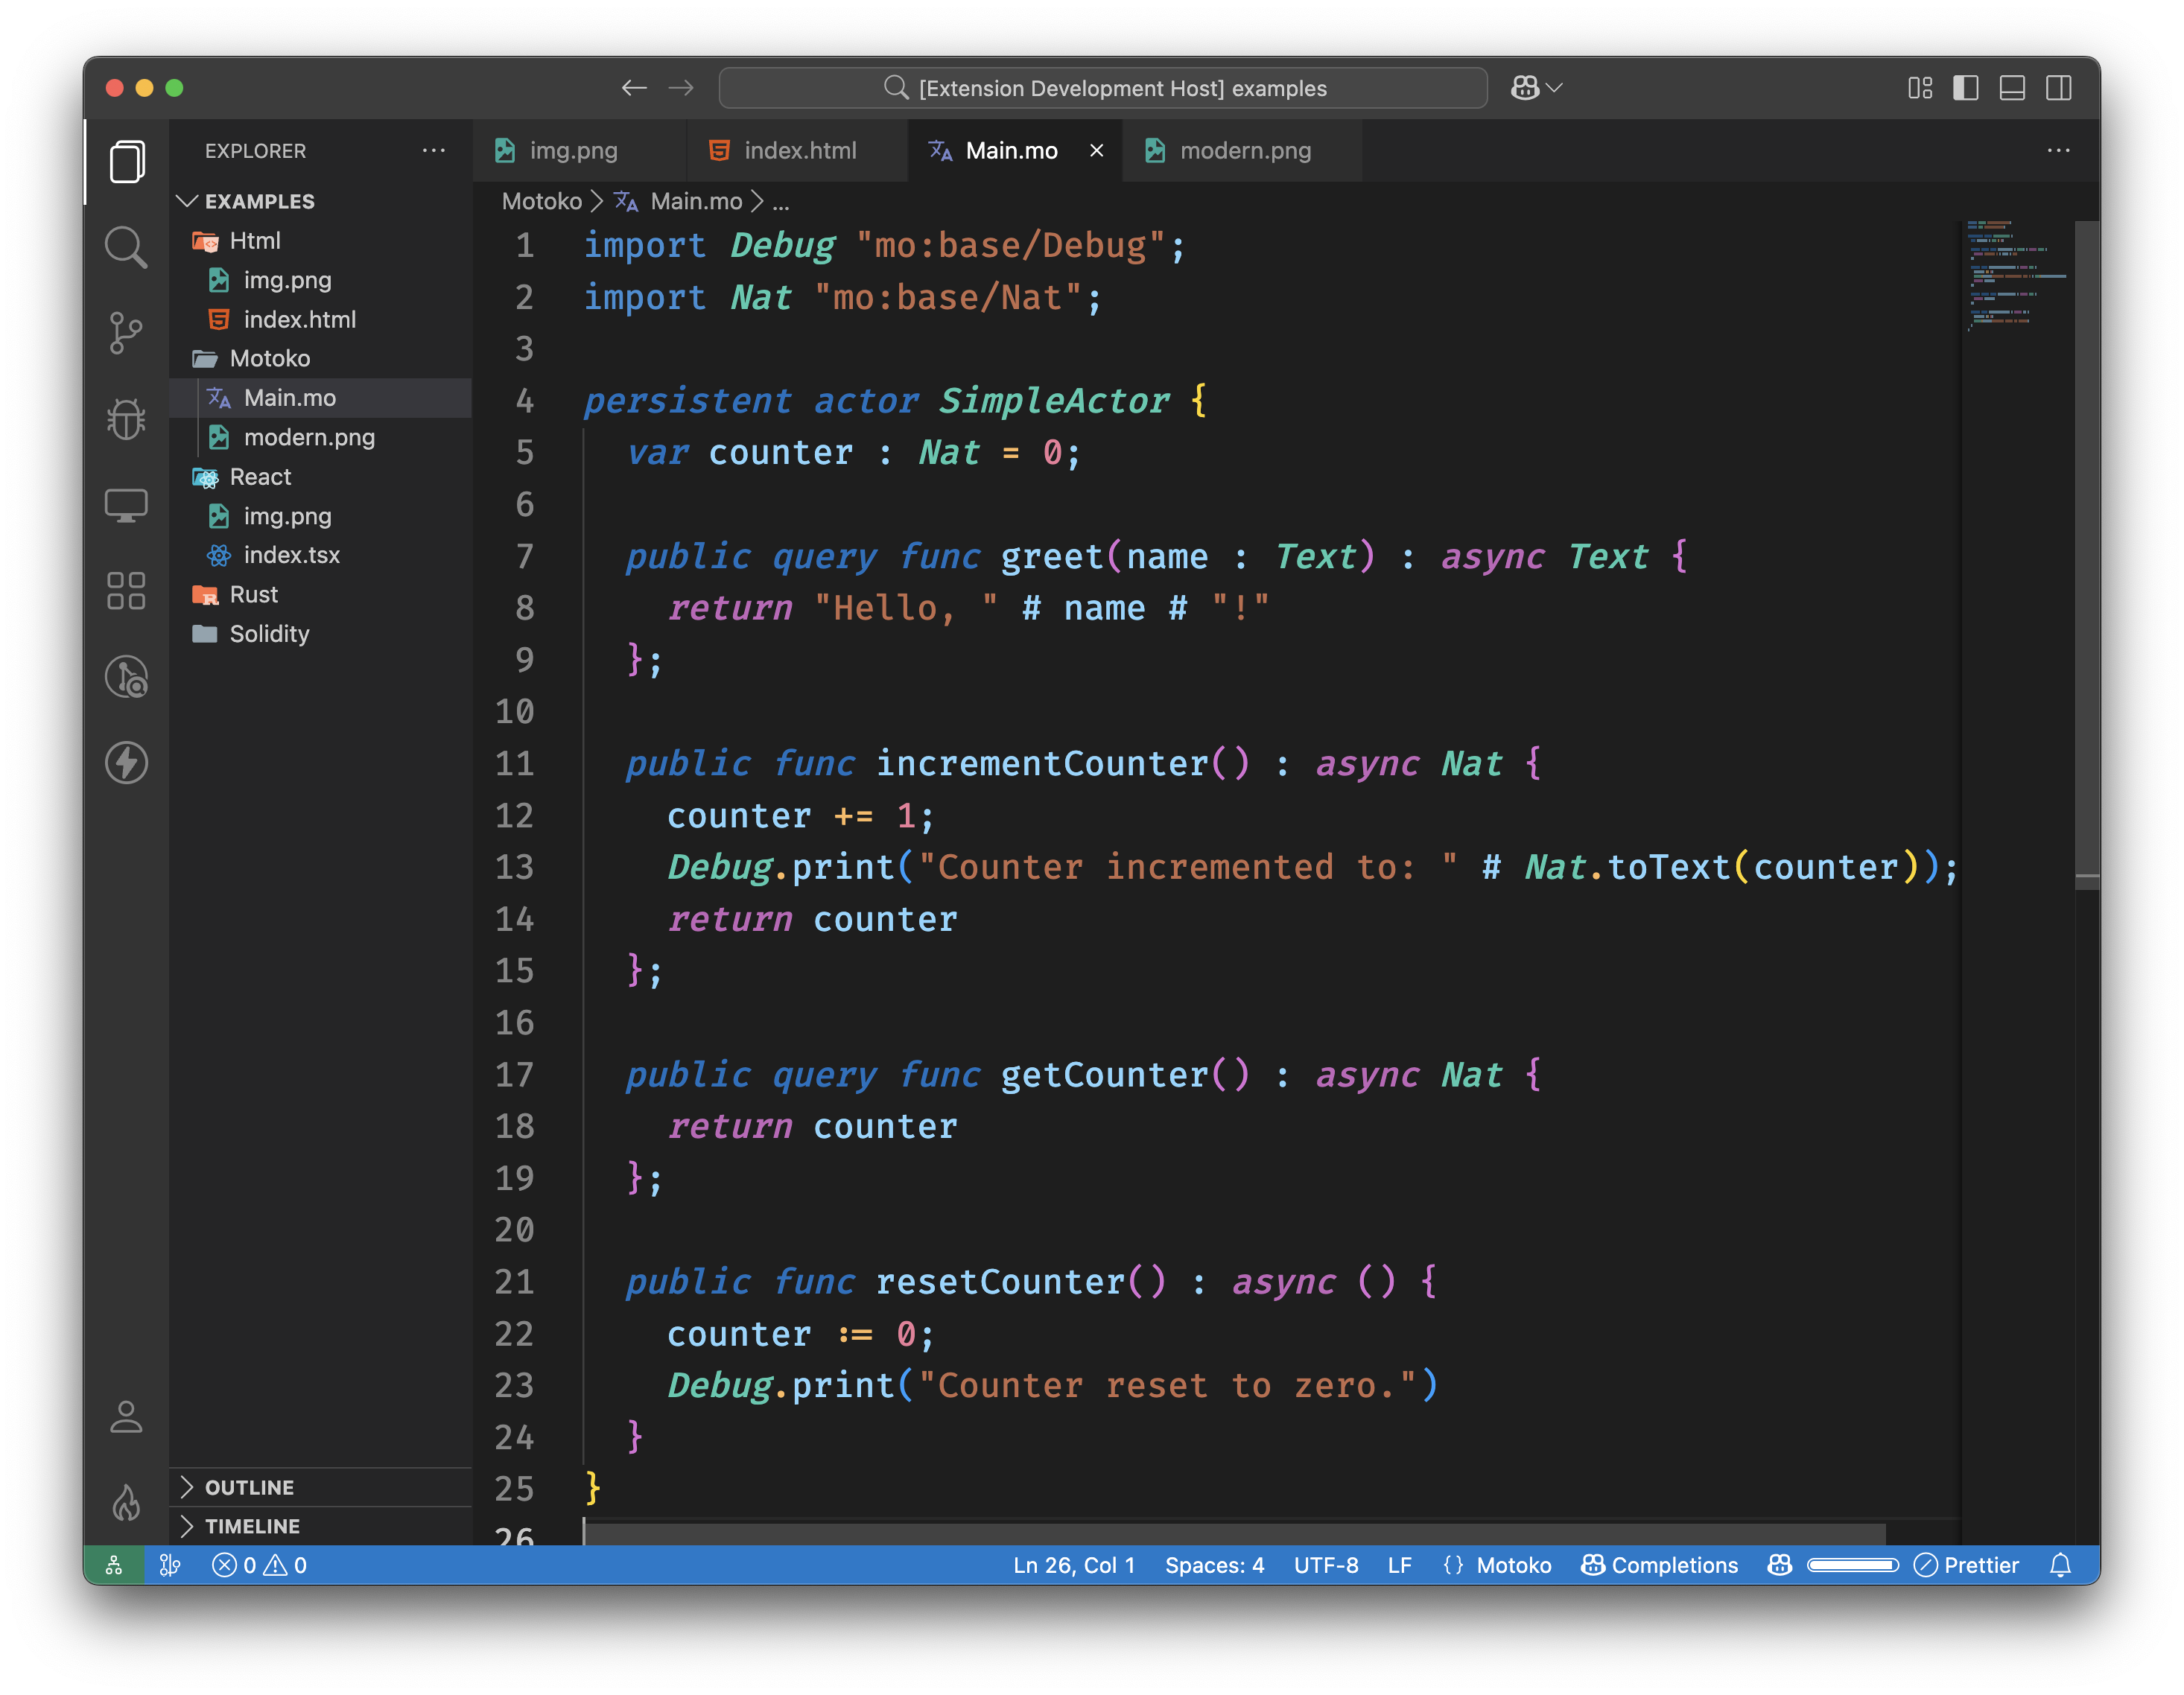 [Extension Development Host] examples
EXPLORER
img.png
index.html
Main.mo
modern.png
EXAMPLES
Html
img.png
index.html
Motoko
Main.mo
modern.png
React
img.png
index.tsx
Rust
Solidity
OUTLINE
TIMELINE
Motoko > Main.mo > ...
1 import Debug "mo:base/Debug";
2 import Nat "mo:base/Nat";
3
4 persistent actor SimpleActor {
5   var counter : Nat = 0;
6
7   public query func greet(name : Text) : async Text {
8     return "Hello, " # name # "!"
9   };
10
11   public func incrementCounter() : async Nat {
12     counter += 1;
13     Debug.print("Counter incremented to: " # Nat.toText(counter));
14     return counter
15   };
16
17   public query func getCounter() : async Nat {
18     return counter
19   };
20
21   public func resetCounter() : async () {
22     counter := 0;
23     Debug.print("Counter reset to zero.")
24   }
25 }
26
0 0 Ln 26, Col 1 Spaces: 4 UTF-8 LF {} Motoko Completions Prettier